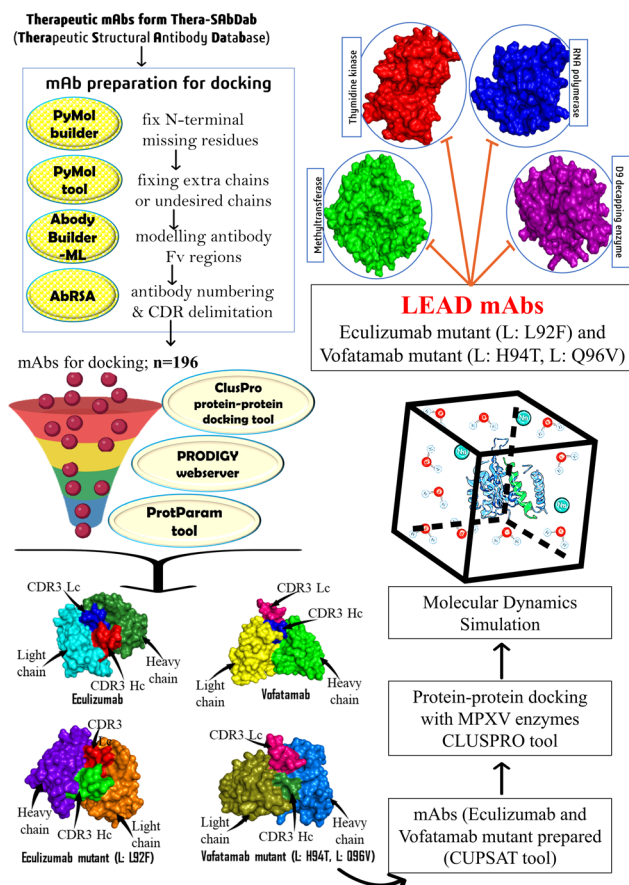 Therapeutic mAbs form Thera-SAbDab
(Therapeutic Structural Antibody Database)
mAb preparation for docking
PyMol
builder
fix N-terminal
missing residues
PyMol
tool
fixing extra chains
or undesired chains
Abody
Builder
-ML
modelling antibody
Fv regions
AbRSA
antibody numbering
& CDR delimitation
mAbs for docking; n=196
ClusPro
protein-protein
docking tool
PRODIGY
webserver
ProtParam
tool
CDR3 Lc
Light
chain
CDR3 Hc
Heavy
chain
Eculizumab
CDR3 Lc
CDR3 Hc
Light
chain
Heavy
chain
Vofatamab
CDR3
Lc
Heavy
chain
CDR3 Hc
Light
chain
Eculizumab mutant (L: L92F)
CDR3 Lc
Light
chain
CDR3 Hc
Heavy
chain
Vofatamab mutant (L: H94T, L: Q96V)
Thymidine kinase
RNA polymerase
Methyltransferase
D9 decapping enzyme
LEAD mAbs
Eculizumab mutant (L: L92F) and
Vofatamab mutant (L: H94T, L: Q96V)
Molecular Dynamics
Simulation
Protein-protein docking
with MPXV enzymes
CLUSPRO tool
mAbs (Eculizumab and
Vofatamab mutant prepared
(CUPSAT tool)